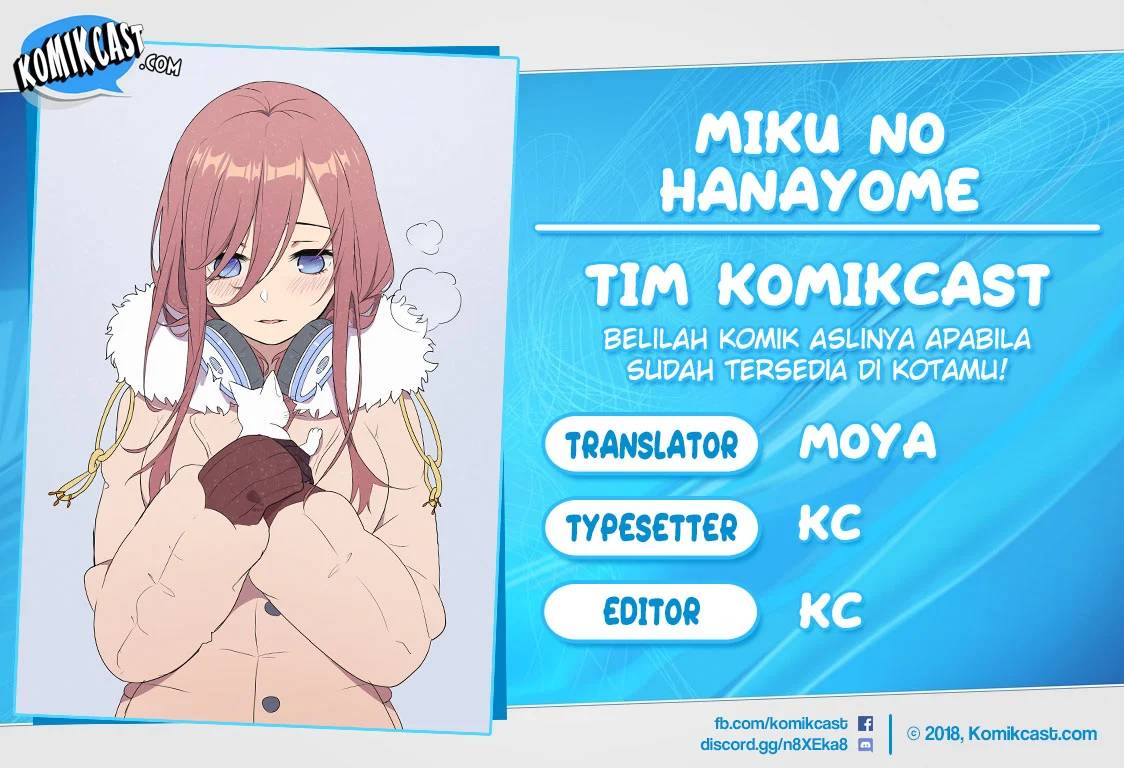 KOMIKCAST
.COM
MIKU NO
HANAYOME
TIM KOMIKCAST
BELILAH KOMIK ASLINYA APABILA
SUDAH TERSEDIA DI KOTAMU!
TRANSLATOR MOYA
TYPESETTER KC
EDITOR KC
fb.com/komikcast
discord.gg/n8XEka8
© 2018, Komikcast.com